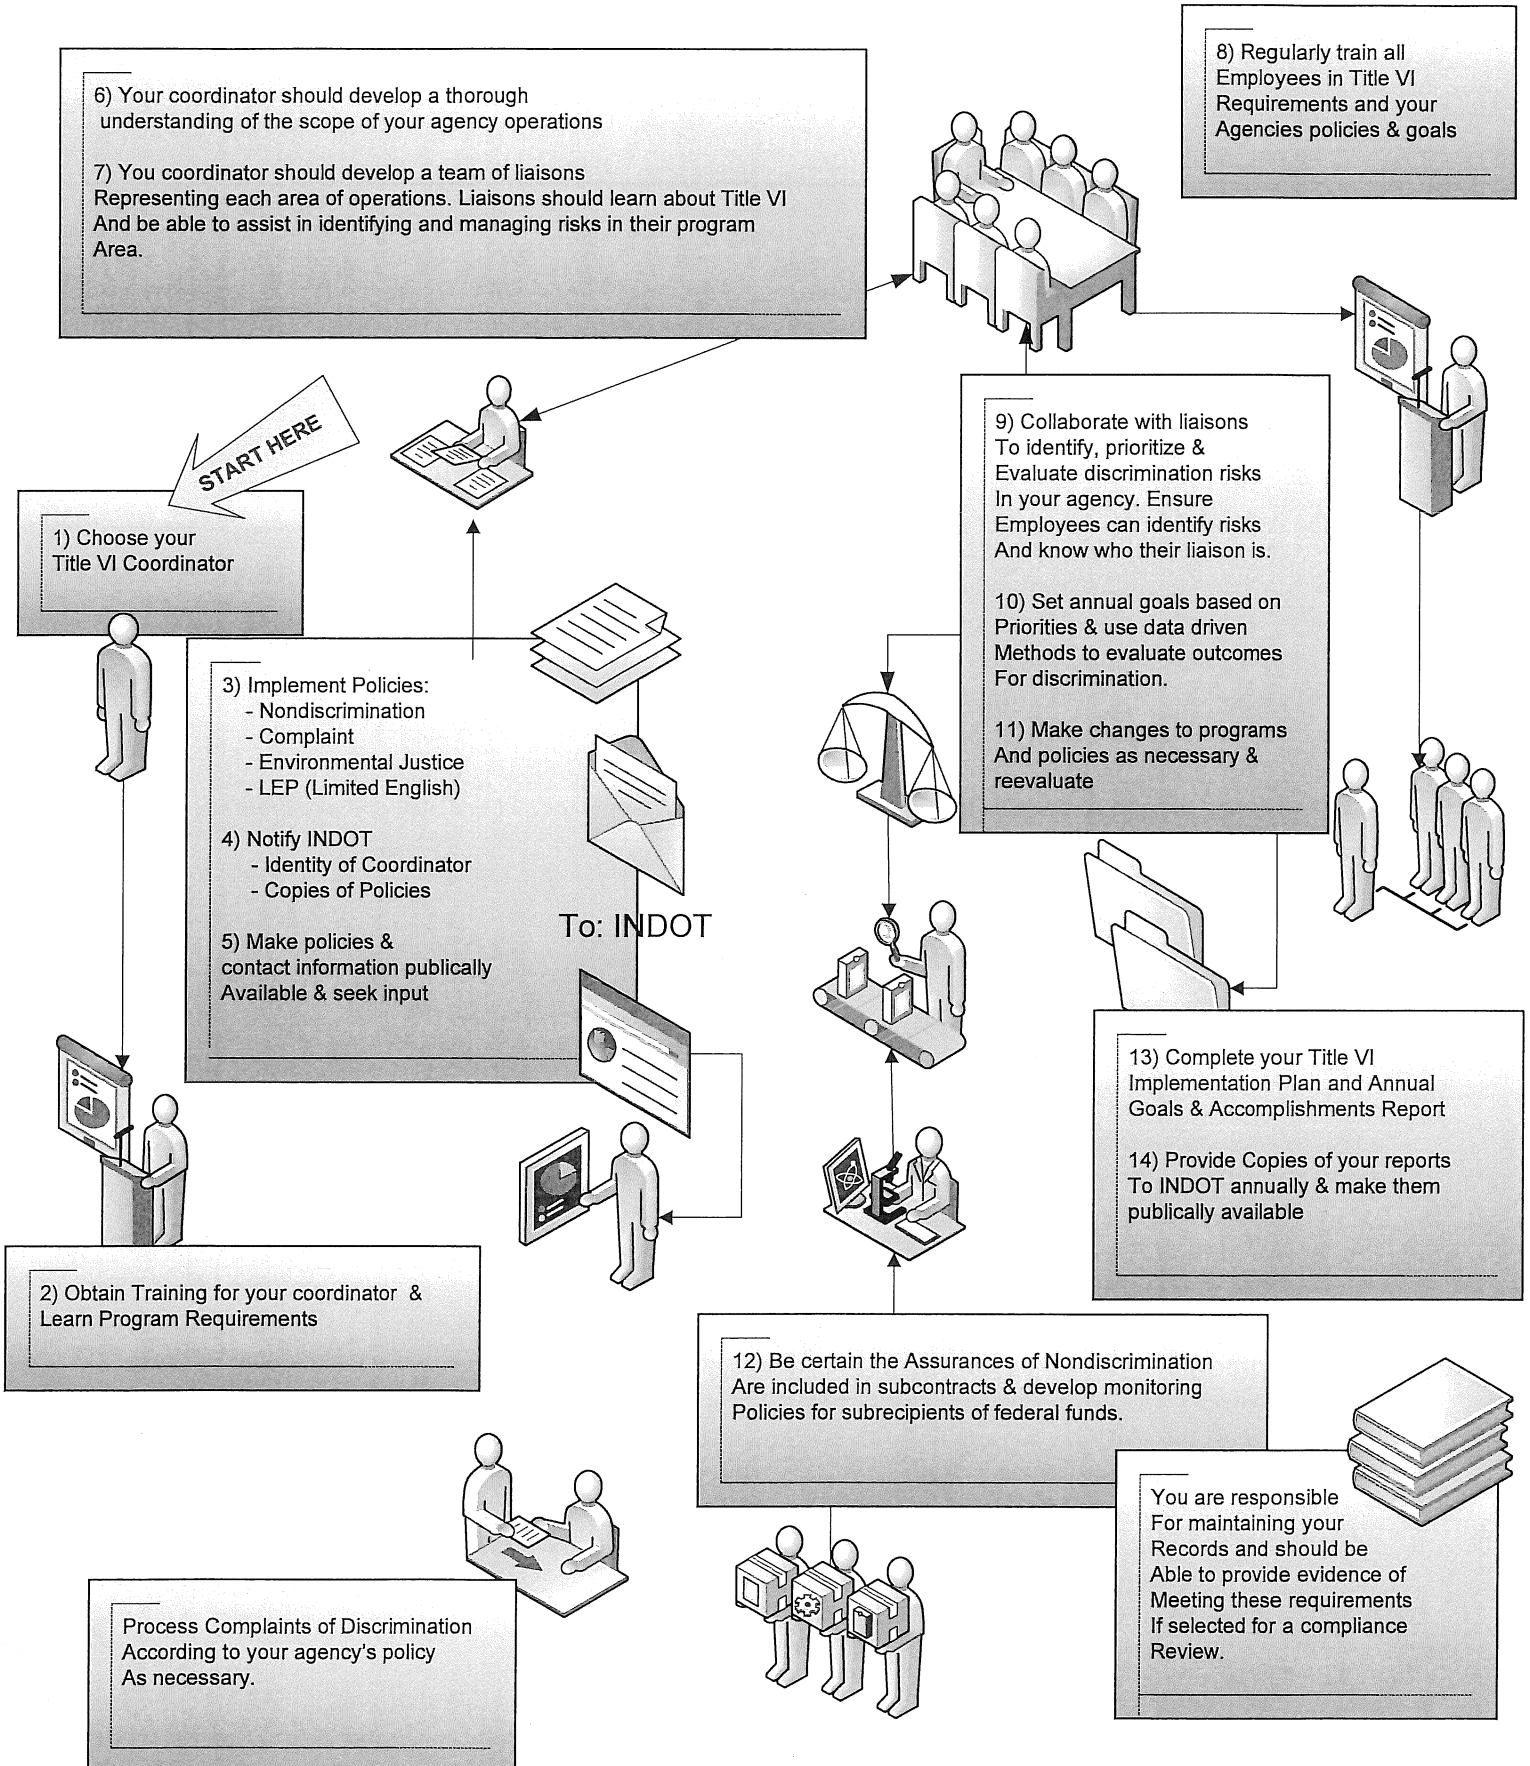 START HERE
1) Choose your
Title VI Coordinator
2) Obtain Training for your coordinator &
Learn Program Requirements
3) Implement Policies:
- Nondiscrimination
- Complaint
- Environmental Justice
- LEP (Limited English)
4) Notify INDOT
- Identity of Coordinator
- Copies of Policies
5) Make policies &
contact information publically
Available & seek input
To: INDOT
6) Your coordinator should develop a thorough
understanding of the scope of your agency operations
7) You coordinator should develop a team of liaisons
Representing each area of operations. Liaisons should learn about Title VI
And be able to assist in identifying and managing risks in their program
Area.
8) Regularly train all
Employees in Title VI
Requirements and your
Agencies policies & goals
9) Collaborate with liaisons
To identify, prioritize &
Evaluate discrimination risks
In your agency. Ensure
Employees can identify risks
And know who their liaison is.
10) Set annual goals based on
Priorities & use data driven
Methods to evaluate outcomes
For discrimination.
11) Make changes to programs
And policies as necessary &
reevaluate
12) Be certain the Assurances of Nondiscrimination
Are included in subcontracts & develop monitoring
Policies for subrecipients of federal funds.
13) Complete your Title VI
Implementation Plan and Annual
Goals & Accomplishments Report
14) Provide Copies of your reports
To INDOT annually & make them
publically available
You are responsible
For maintaining your
Records and should be
Able to provide evidence of
Meeting these requirements
If selected for a compliance
Review.
Process Complaints of Discrimination
According to your agency's policy
As necessary.